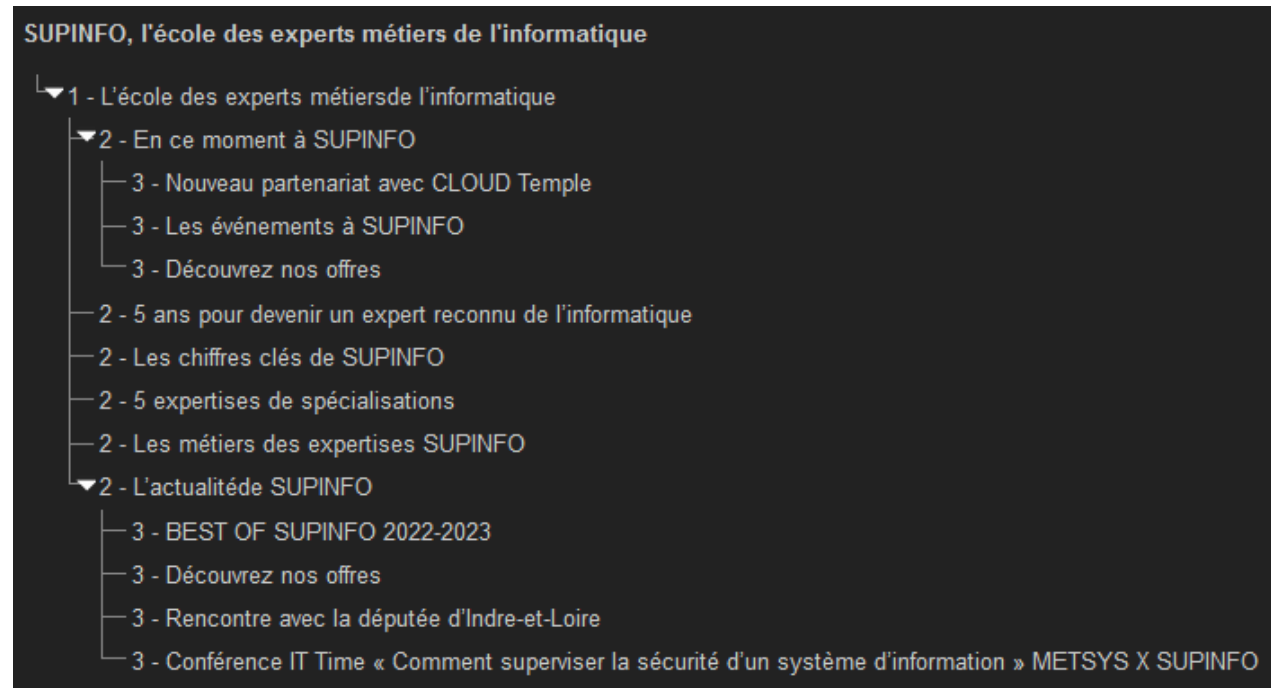 SUPINFO, l'école des experts métiers de l'informatique
1 - L’école des experts métiersde l’informatique
2 - En ce moment à SUPINFO
3 - Nouveau partenariat avec CLOUD Temple
3 - Les événements à SUPINFO
3 - Découvrez nos offres
2 - 5 ans pour devenir un expert reconnu de l’informatique
2 - Les chiffres clés de SUPINFO
2 - 5 expertises de spécialisations
2 - Les métiers des expertises SUPINFO
2 - L’actualitéde SUPINFO
3 - BEST OF SUPINFO 2022-2023
3 - Découvrez nos offres
3 - Rencontre avec la députée d’Indre-et-Loire
3 - Conférence IT Time « Comment superviser la sécurité d’un système d’information » METSYS X SUPINFO